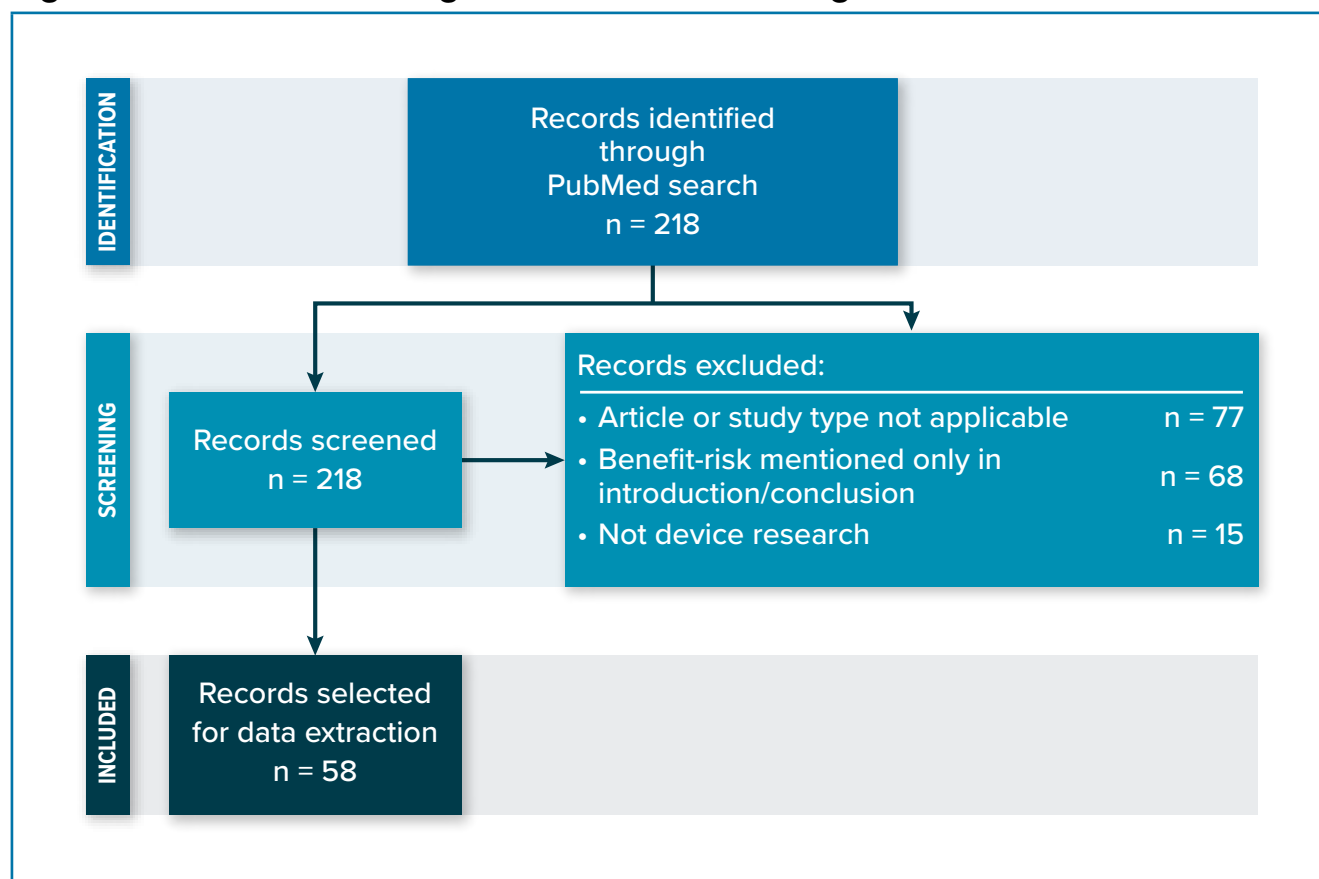 IDENTIFICATION
Records identified
through
PubMed search
n = 218
SCREENING
Records screened
n = 218
Records excluded:
• Article or study type not applicable n = 77
• Benefit-risk mentioned only in
introduction/conclusion n = 68
• Not device research n = 15
INCLUDED
Records selected
for data extraction
n = 58